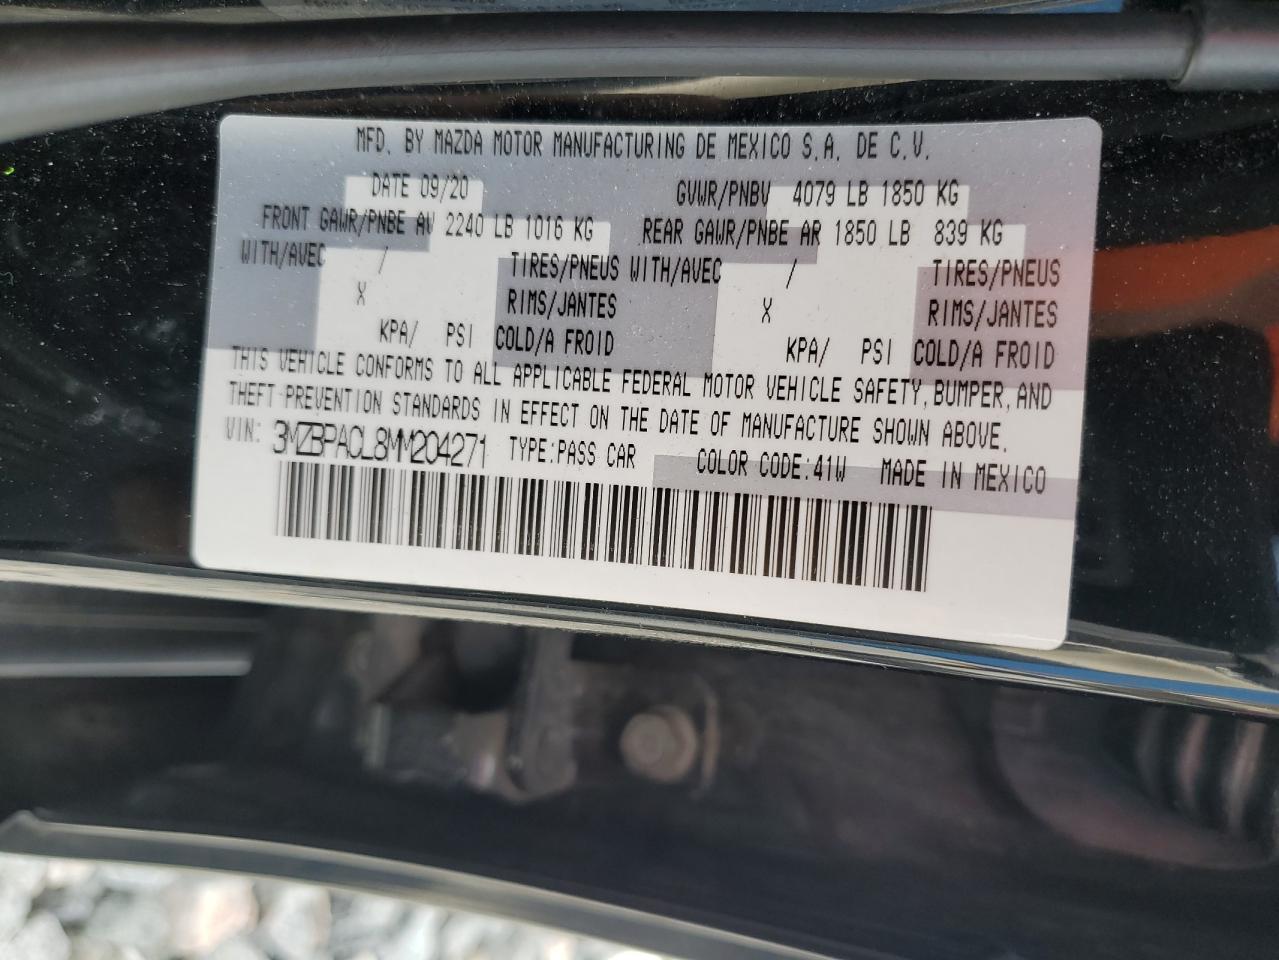 MFD. BY MAZDA MOTOR MANUFACTURING DE MEXICO S.A. DE C.V.
DATE 09/20 GVWR/PNBV 4079 LB 1850 KG
FRONT GAWR/PNBE AV 2240 LB 1016 KG REAR GAWR/PNBE AR 1850 LB 839 KG
WITH/AVEC / TIRES/PNEUS WITH/AVEC / TIRES/PNEUS
X RIMS/JANTES X RIMS/JANTES
KPA/ PSI COLD/A FROID KPA/ PSI COLD/A FROID
THIS VEHICLE CONFORMS TO ALL APPLICABLE FEDERAL MOTOR VEHICLE SAFETY, BUMPER, AND
THEFT PREVENTION STANDARDS IN EFFECT ON THE DATE OF MANUFACTURE SHOWN ABOVE.
VIN: 3MZBPACL8MM204271 TYPE:PASS CAR COLOR CODE:41W MADE IN MEXICO